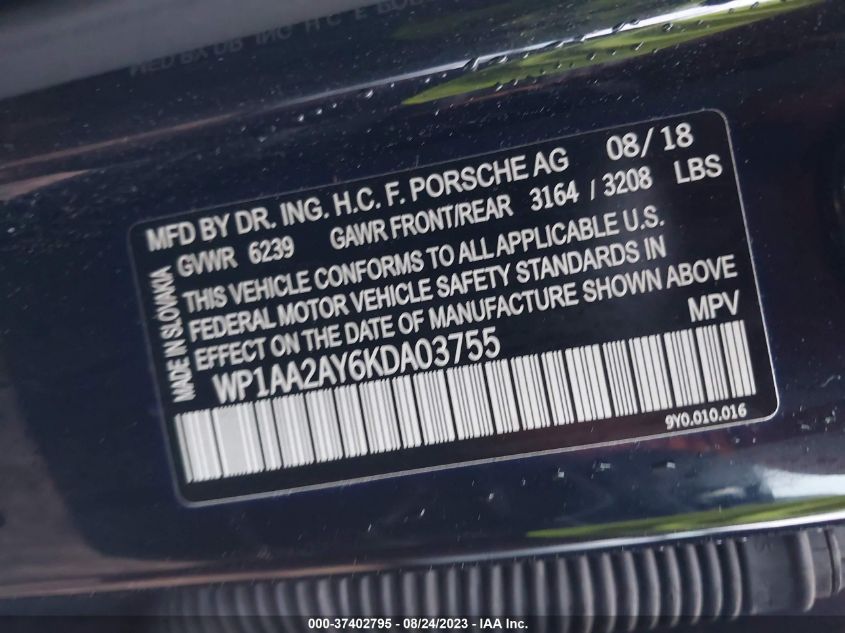 MFD BY DR. ING. H.C. F. PORSCHE AG 08/18
GVWR 6239 GAWR FRONT/REAR 3164 / 3208 LBS
THIS VEHICLE CONFORMS TO ALL APPLICABLE U.S.
FEDERAL MOTOR VEHICLE SAFETY STANDARDS IN
EFFECT ON THE DATE OF MANUFACTURE SHOWN ABOVE
MADE IN SLOVAKIA
WP1AA2AY6KDA03755 MPV
9Y0.010.016
000-37402795 - 08/24/2023 - IAA Inc.